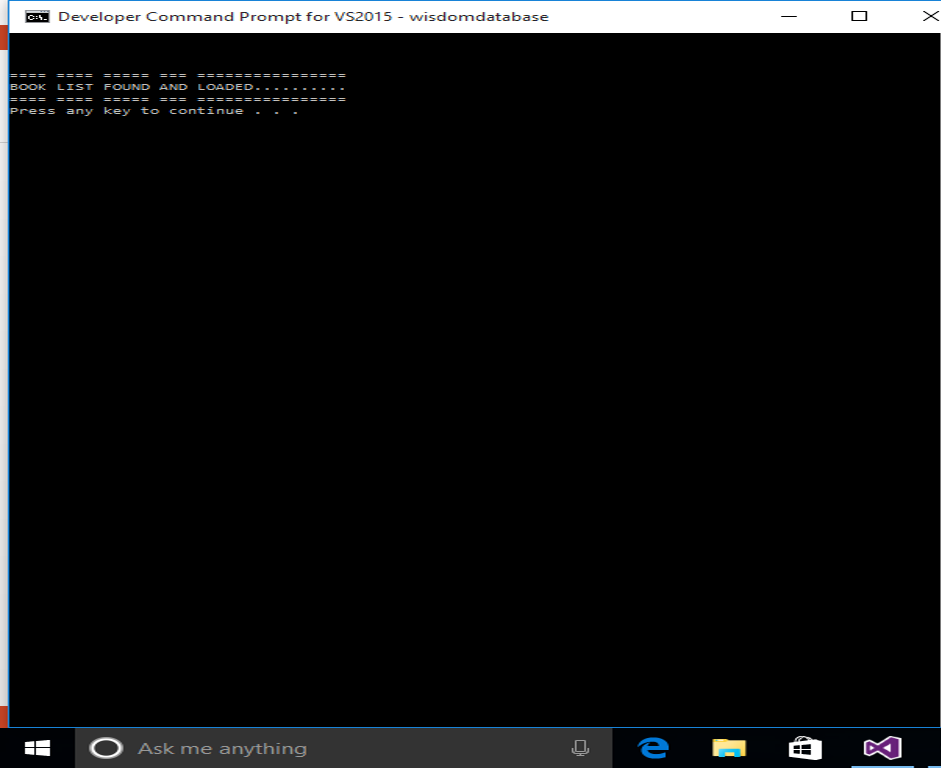 Developer Command Prompt for VS2015 - wisdomdatabase
==== ==== ===== === ================
BOOK LIST FOUND AND LOADED..........
==== ==== ===== === ================
Press any key to continue . . .
Ask me anything